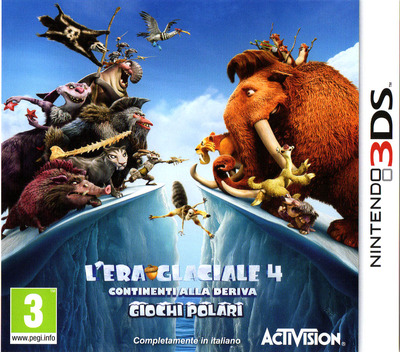 NINTENDO 3DS
L'ERA GLACIALE 4
CONTINENTI ALLA DERIVA
GIOCHI POLARI
3
www.pegi.info
Completamente in italiano
ACTIVISION